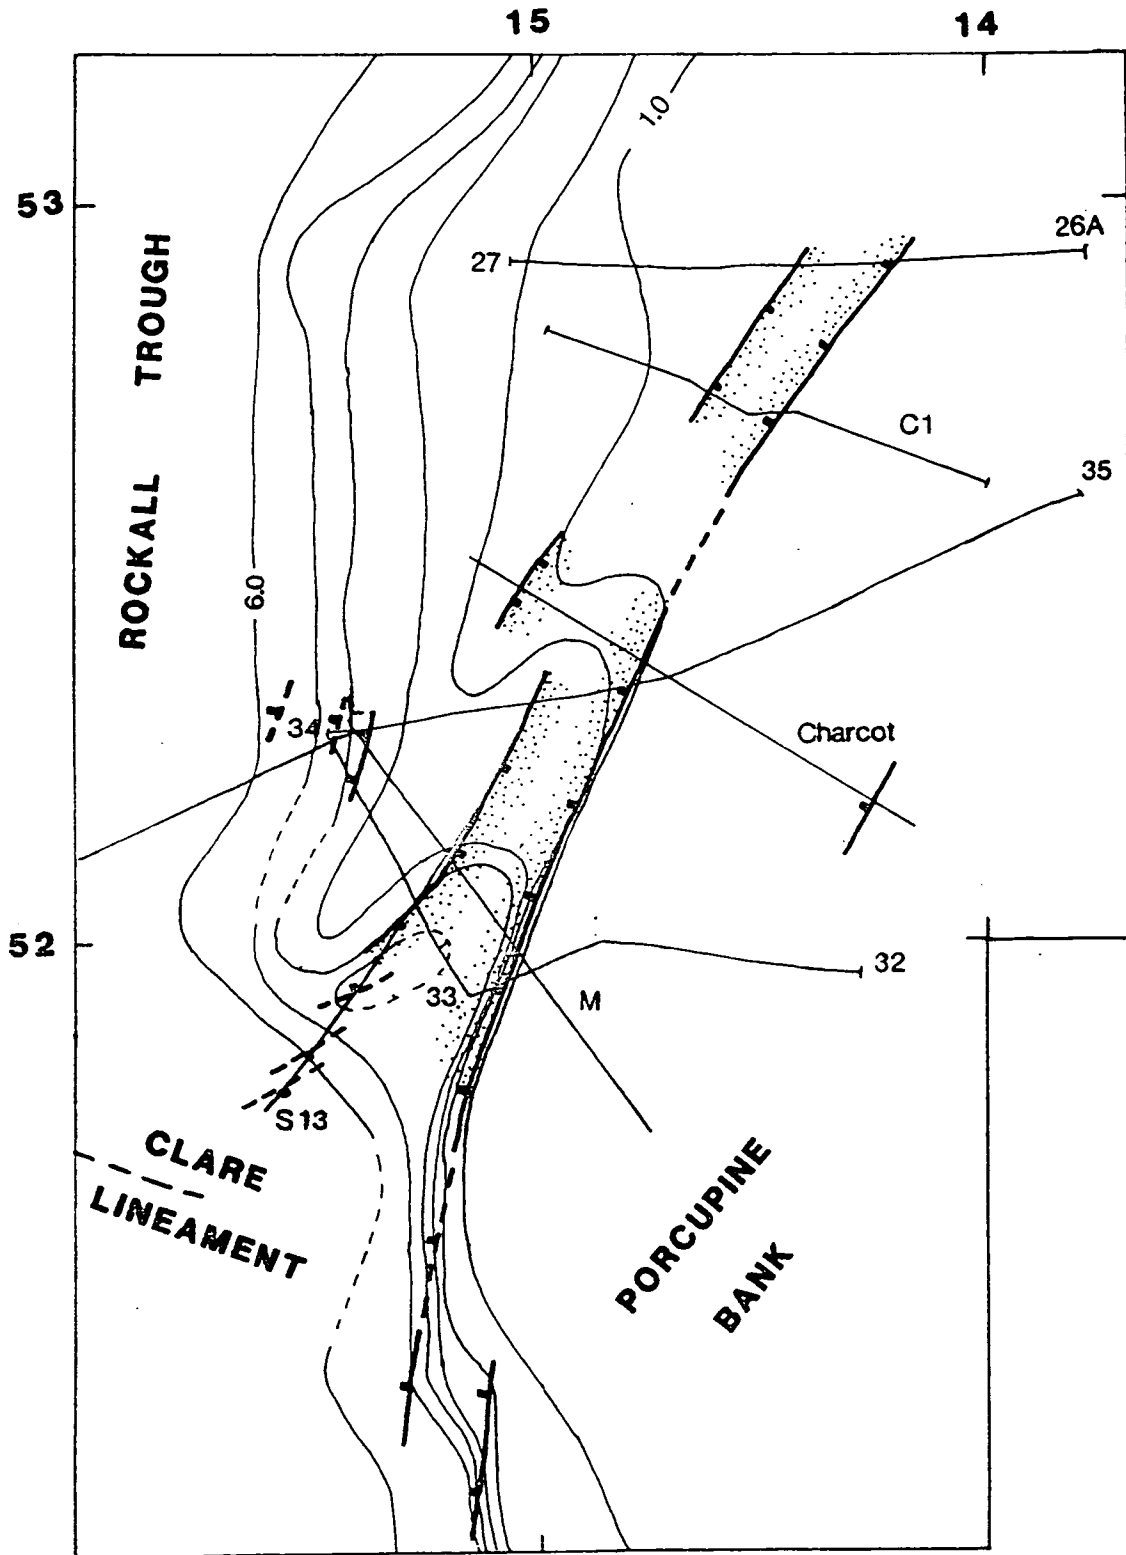 15
14
1.0
53
26A
27
ROCKALL TROUGH
C1
35
6.0
34
Charcot
52
33
32
M
S13
CLARE
LINEAMENT
PORCUPINE
BANK